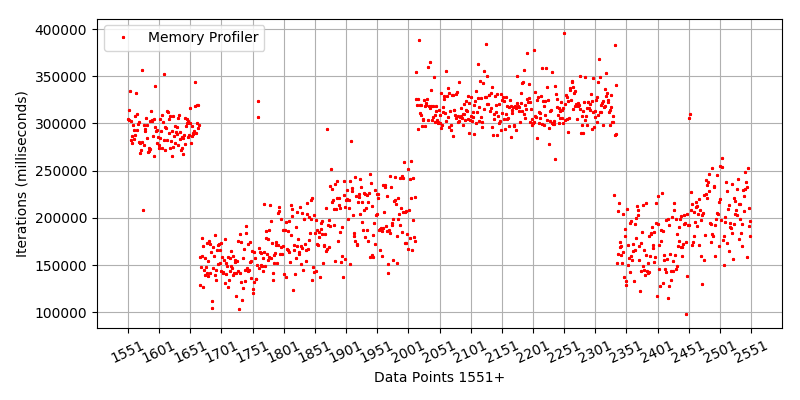 400000
350000
300000
250000
200000
150000
100000
Iterations (milliseconds)
Memory Profiler
1551 1601 1651 1701 1751 1801 1851 1901 1951 2001 2051 2101 2151 2201 2251 2301 2351 2401 2451 2501 2551
Data Points 1551+